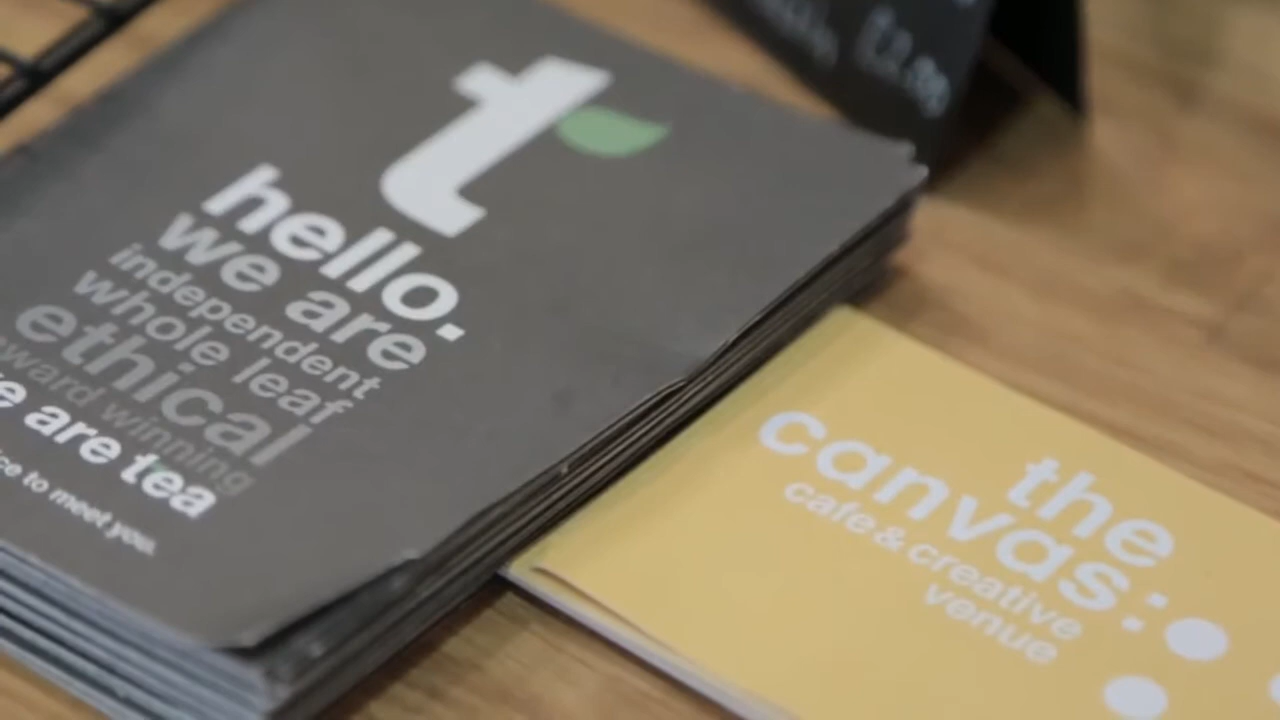 t
hello.
we are
independent
whole leaf
ethical
award winning
we are tea
to meet you.
the
canvas:
cafe & creative
venue